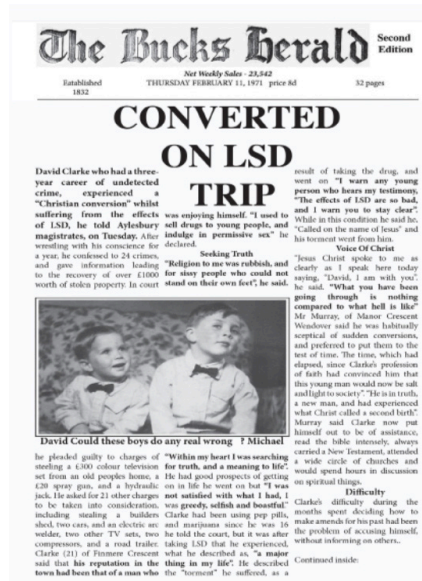 The Bucks Herald
Second
Edition
Net Weekly Sales - 23,542
Established
1832
THURSDAY FEBRUARY 11, 1971 price 8d
32 pages
CONVERTED
ON LSD
TRIP
David Clarke who had a three-
year career of undetected
crime, experienced a
"Christian conversion" whilst
suffering from the effects
of LSD, he told Aylesbury
magistrates, on Tuesday. After
wrestling with his conscience for
a year, he confessed to 24 crimes,
and gave information leading
to the recovery of over £1000
worth of stolen property. In court
was enjoying himself. "I used to
sell drugs to young people, and
indulge in permissive sex" he
declared.
Seeking Truth
"Religion to me was rubbish, and
for sissy people who could not
stand on their own feet", he said.
David Could these boys do any real wrong ? Michael
he pleaded guilty to charges of
steeling a £300 colour television
set from an old peoples home, a
£20 spray gun, and a hydraulic
jack. He asked for 21 other charges
to be taken into consideration,
including stealing a builders
shed, two cars, and an electric arc
welder, two other TV sets, two
compressors, and a road trailer.
Clarke (21) of Finmere Crescent
said that his reputation in the
town had been that of a man who
"Within my heart I was searching
for truth, and a meaning to life".
He had good prospects of getting
on in life he went on but "I was
not satisfied with what I had, I
was greedy, selfish and boastful"
Clarke had been using pep pills,
and marijuana since he was 16
he told the court, but it was after
taking LSD that he experienced,
what he described as, "a major
thing in my life". He described
the "torment" he suffered, as a
result of taking the drug, and
went on "I warn any young
person who hears my testimony,
"The effects of LSD are so bad,
and I warn you to stay clear".
While in this condition he said he,
"Called on the name of Jesus" and
his torment went from him.
Voice Of Christ
"Jesus Christ spoke to me as
clearly as I speak here today
saying, "David, I am with you".
he said. "What you have been
going through is nothing
compared to what hell is like"
Mr Murray, of Manor Crescent
Wendover said he was habitually
sceptical of sudden conversions,
and preferred to put them to the
test of time. The time, which had
elapsed, since Clarke's profession
of faith had convinced him that
this young man would now be salt
and light to society". "He is in truth,
a new man, and had experienced
what Christ called a second birth".
Murray said Clarke now put
himself out to be of assistance,
read the bible intensely, always
carried a New Testament, attended
a wide circle of churches and
would spend hours in discussion
on spiritual things.
Difficulty
Clarke's difficulty during the
months spent deciding how to
make amends for his past had been
the problem of accusing himself,
without informing on others..
Continued inside: